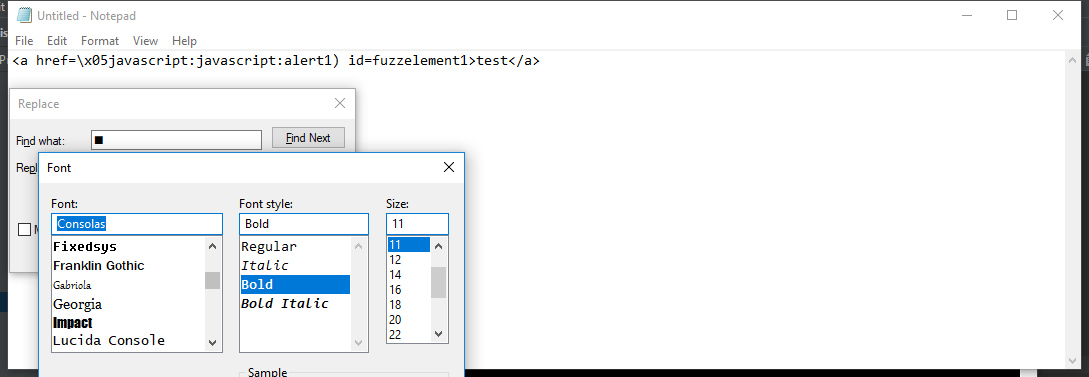 Untitled - Notepad
File Edit Format View Help
<a href=\x05javascript:javascript:alert1) id=fuzzelement1>test</a>
Replace
Find what: ■ Find Next
Font
Font: Font style: Size:
Consolas Bold 11
Fixedsys Regular 11
Franklin Gothic Italic 12
Gabriola Bold 14
Georgia Bold Italic 16
Impact 18
Lucida Console 20
22
Sample